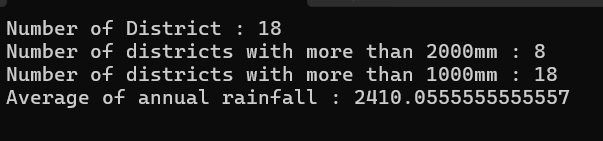 Number of District : 18
Number of districts with more than 2000mm : 8
Number of districts with more than 1000mm : 18
Average of annual rainfall : 2410.0555555555557